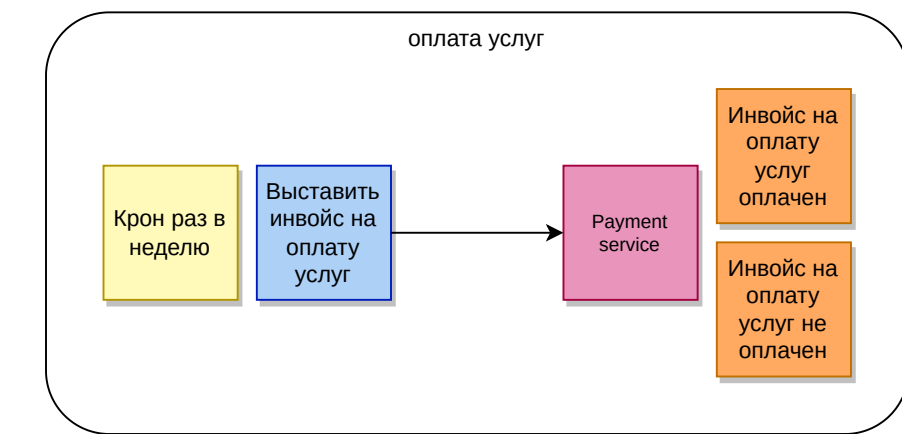 оплата услуг
Крон раз в
неделю
Выставить
инвойс на
оплату
услуг
Payment
service
Инвойс на
оплату
услуг
оплачен
Инвойс на
оплату
услуг не
оплачен